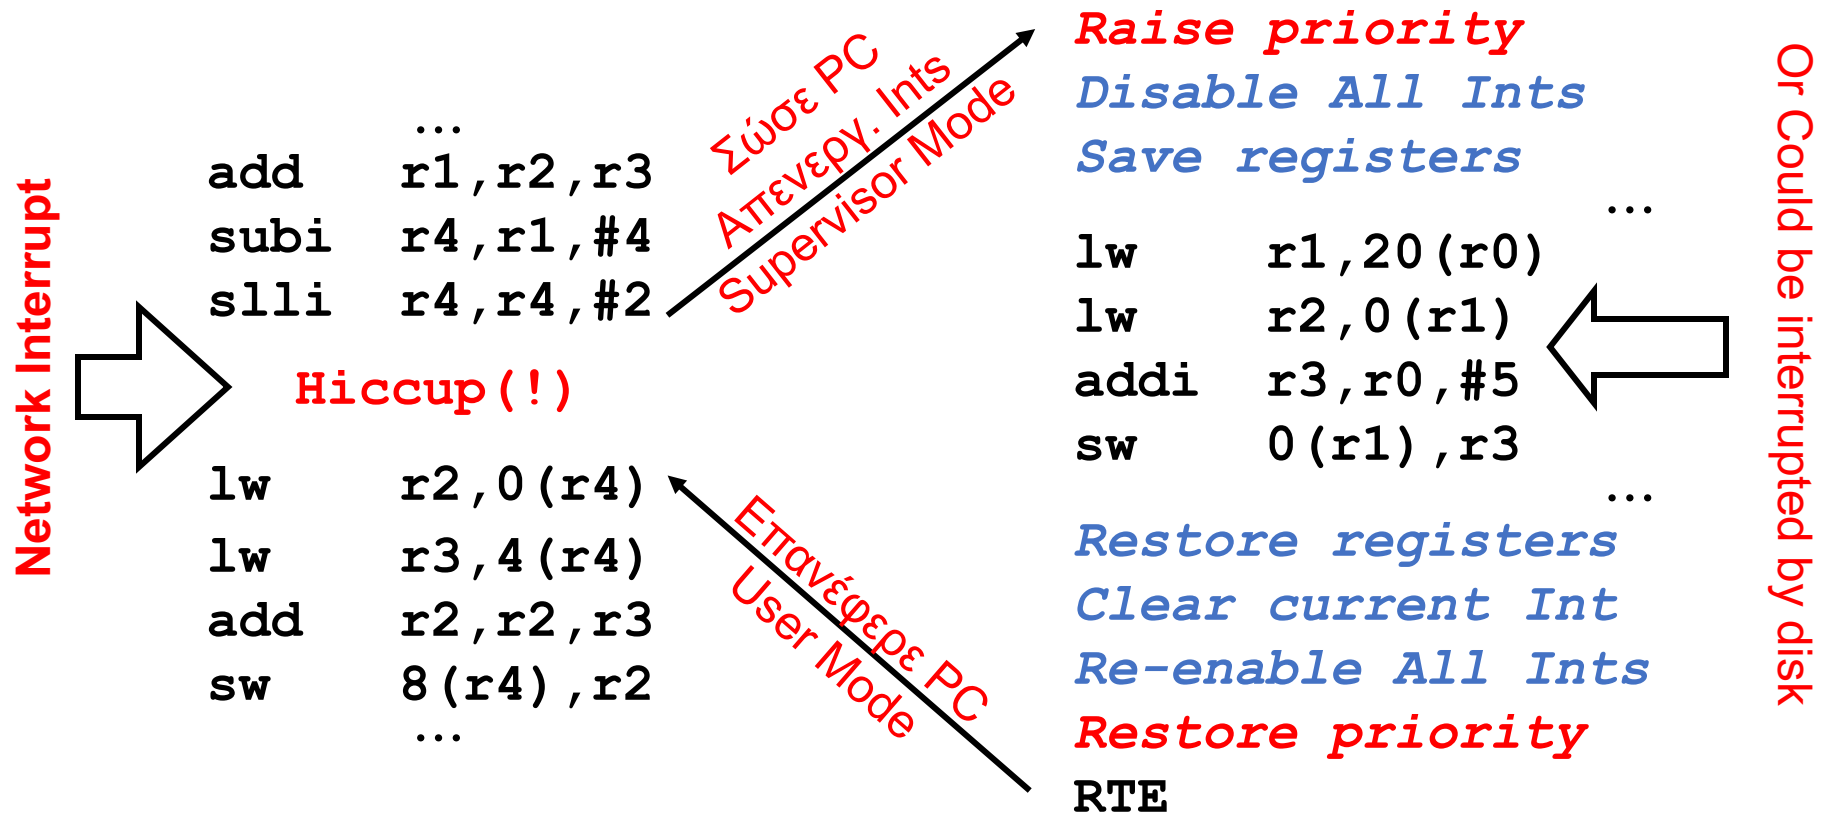 Network Interrupt
…
add r1,r2,r3
subi r4,r1,#4
slli r4,r4,#2
Hiccup(!)
lw r2,0(r4)
lw r3,4(r4)
add r2,r2,r3
sw 8(r4),r2
…
Σώσε PC
Απενεργ. Ints
Supervisor Mode
Επανέφερε PC
User Mode
Raise priority
Disable All Ints
Save registers
…
lw r1,20(r0)
lw r2,0(r1)
addi r3,r0,#5
sw 0(r1),r3
…
Restore registers
Clear current Int
Re-enable All Ints
Restore priority
RTE
Or Could be interrupted by disk